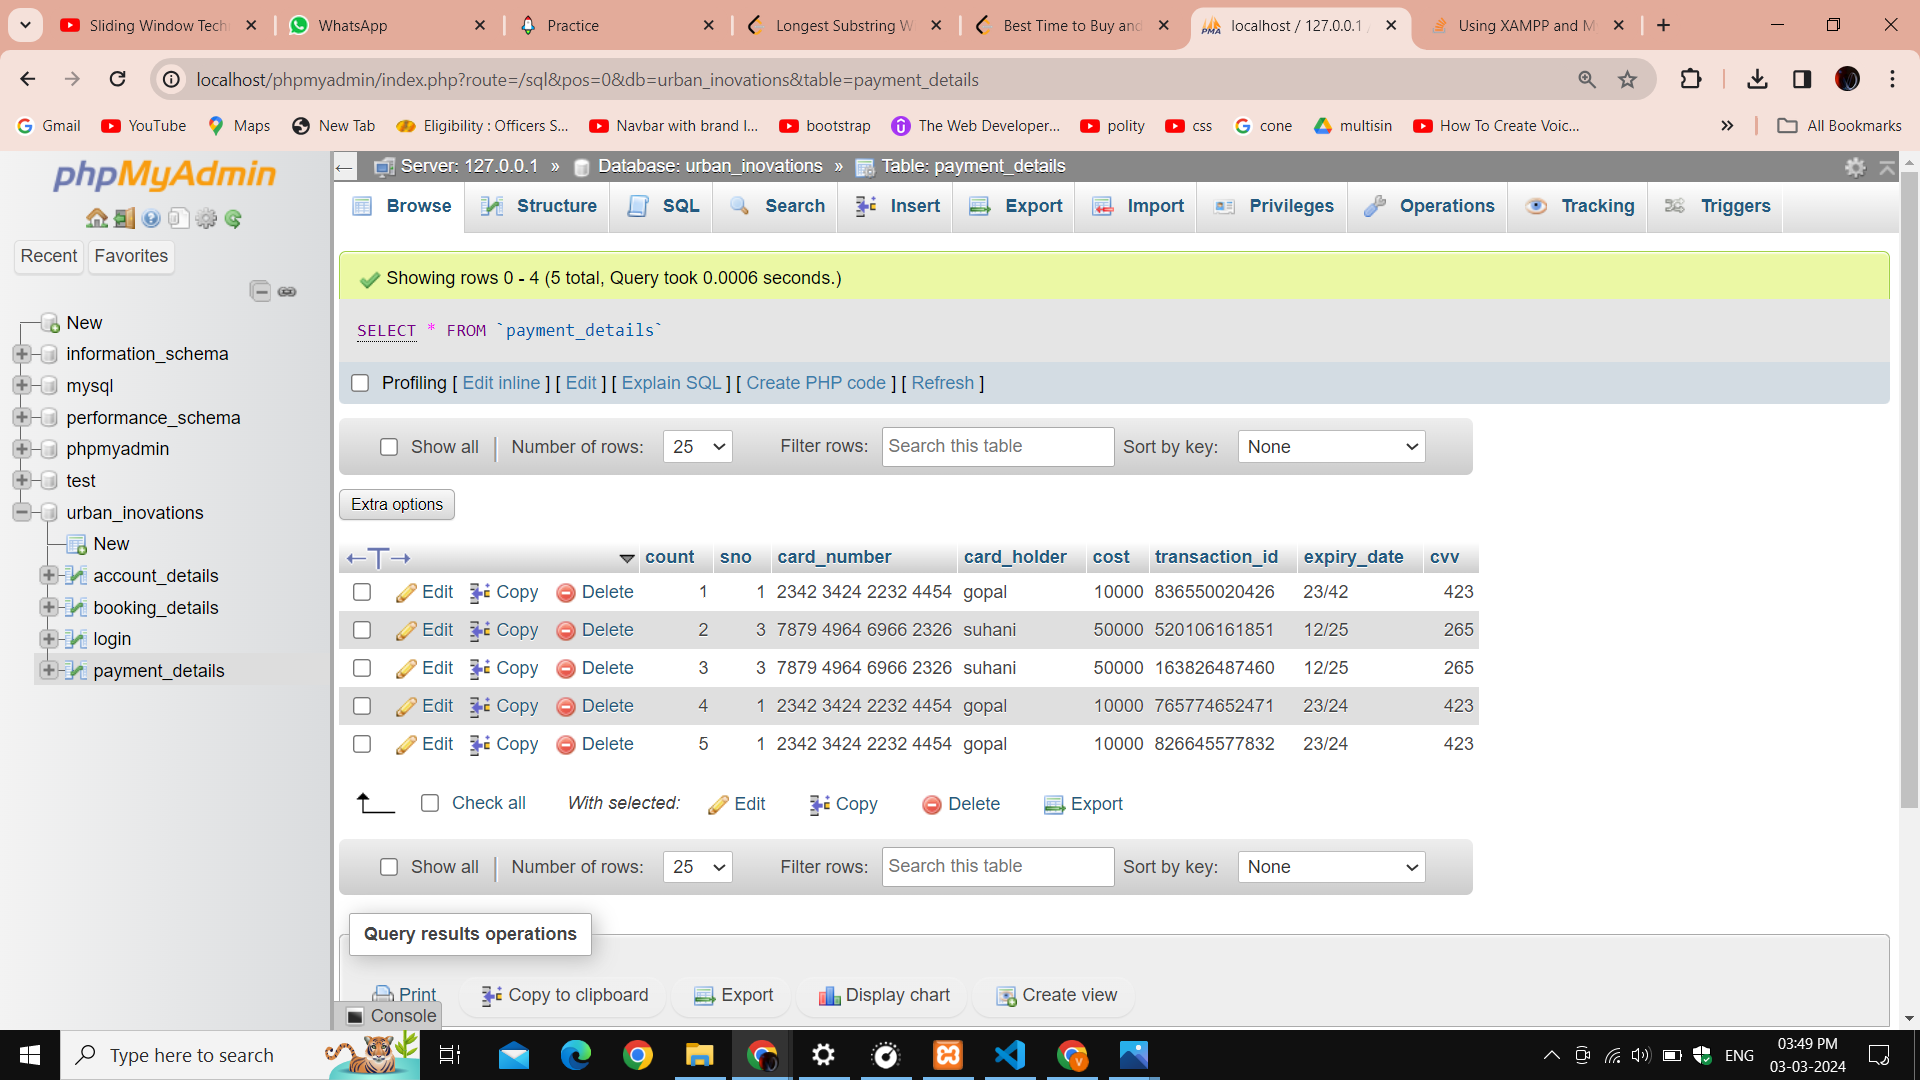 Sliding Window Tech
WhatsApp
Practice
Longest Substring W
Best Time to Buy and
localhost / 127.0.0.1
Using XAMPP and M
localhost/phpmyadmin/index.php?route=/sql&pos=0&db=urban_inovations&table=payment_details
Gmail YouTube Maps New Tab Eligibility : Officers S... Navbar with brand I... bootstrap The Web Developer... polity css cone multisin How To Create Voic... » All Bookmarks
phpMyAdmin
Recent Favorites
New
information_schema
mysql
performance_schema
phpmyadmin
test
urban_inovations
New
account_details
booking_details
login
payment_details
Server: 127.0.0.1 » Database: urban_inovations » Table: payment_details
Browse Structure SQL Search Insert Export Import Privileges Operations Tracking Triggers
Showing rows 0 - 4 (5 total, Query took 0.0006 seconds.)
SELECT * FROM `payment_details`
Profiling [ Edit inline ] [ Edit ] [ Explain SQL ] [ Create PHP code ] [ Refresh ]
Show all | Number of rows: 25 Filter rows: Search this table Sort by key: None
Extra options
←T→ count sno card_number card_holder cost transaction_id expiry_date cvv
Edit Copy Delete 1 1 2342 3424 2232 4454 gopal 10000 836550020426 23/42 423
Edit Copy Delete 2 3 7879 4964 6966 2326 suhani 50000 520106161851 12/25 265
Edit Copy Delete 3 3 7879 4964 6966 2326 suhani 50000 163826487460 12/25 265
Edit Copy Delete 4 1 2342 3424 2232 4454 gopal 10000 765774652471 23/24 423
Edit Copy Delete 5 1 2342 3424 2232 4454 gopal 10000 826645577832 23/24 423
Check all With selected: Edit Copy Delete Export
Show all | Number of rows: 25 Filter rows: Search this table Sort by key: None
Query results operations
Print Copy to clipboard Export Display chart Create view
Console
Type here to search
ENG
03:49 PM
03-03-2024